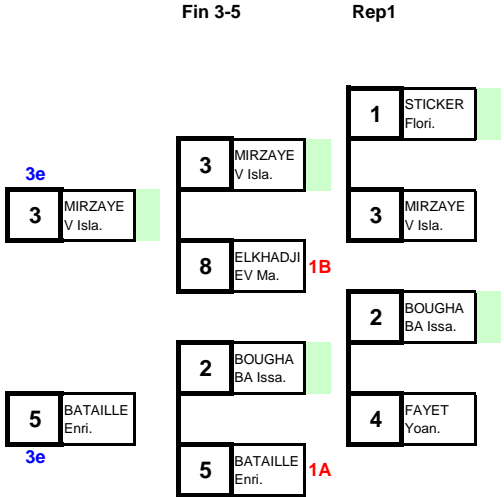 Fin 3-5 Rep1
1 STICKER
Flori.
3 MIRZAYE
V Isla.
3e
3 MIRZAYE
V Isla.
3 MIRZAYE
V Isla.
8 ELKHADJI
EV Ma. 1B
2 BOUGHA
BA Issa.
2 BOUGHA
BA Issa.
5 BATAILLE
Enri.
3e
4 FAYET
Yoan.
5 BATAILLE
Enri. 1A